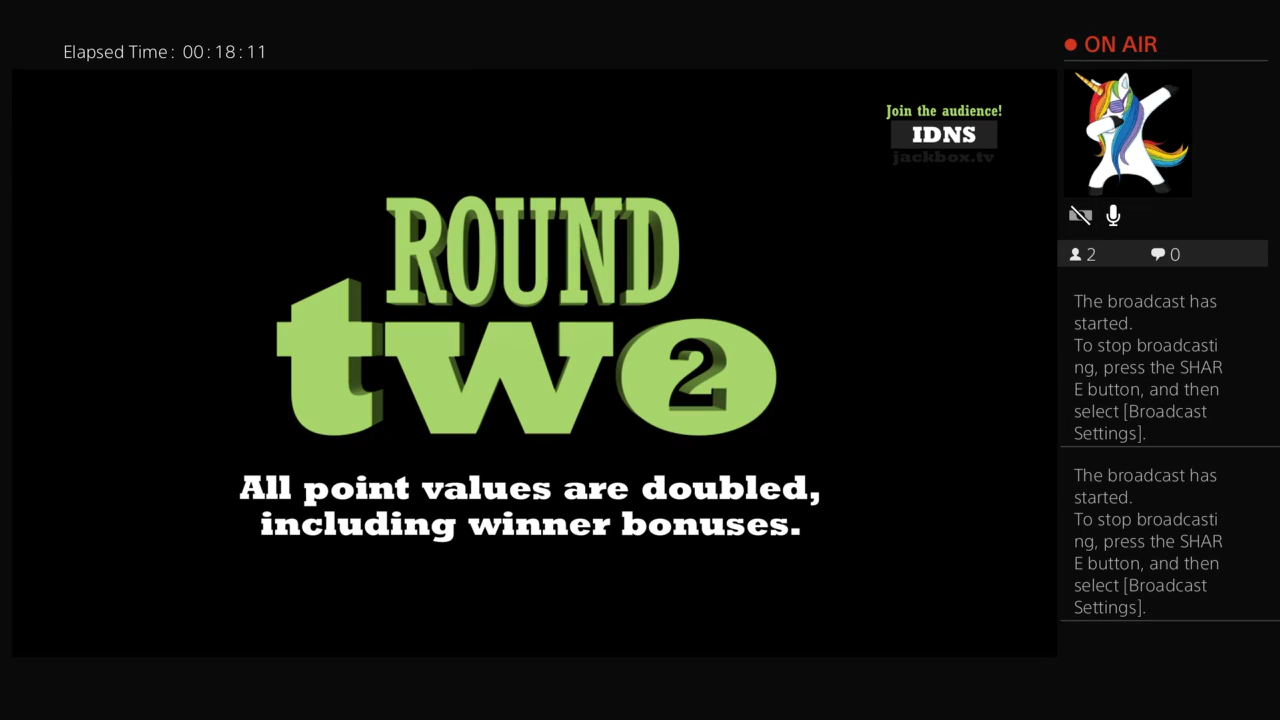 Elapsed Time: 00:18:11
ON AIR
Join the audience!
IDNS
jackbox.tv
ROUND
two
2
All point values are doubled,
including winner bonuses.
2 0
The broadcast has
started.
To stop broadcasti
ng, press the SHAR
E button, and then
select [Broadcast
Settings].
The broadcast has
started.
To stop broadcasti
ng, press the SHAR
E button, and then
select [Broadcast
Settings].